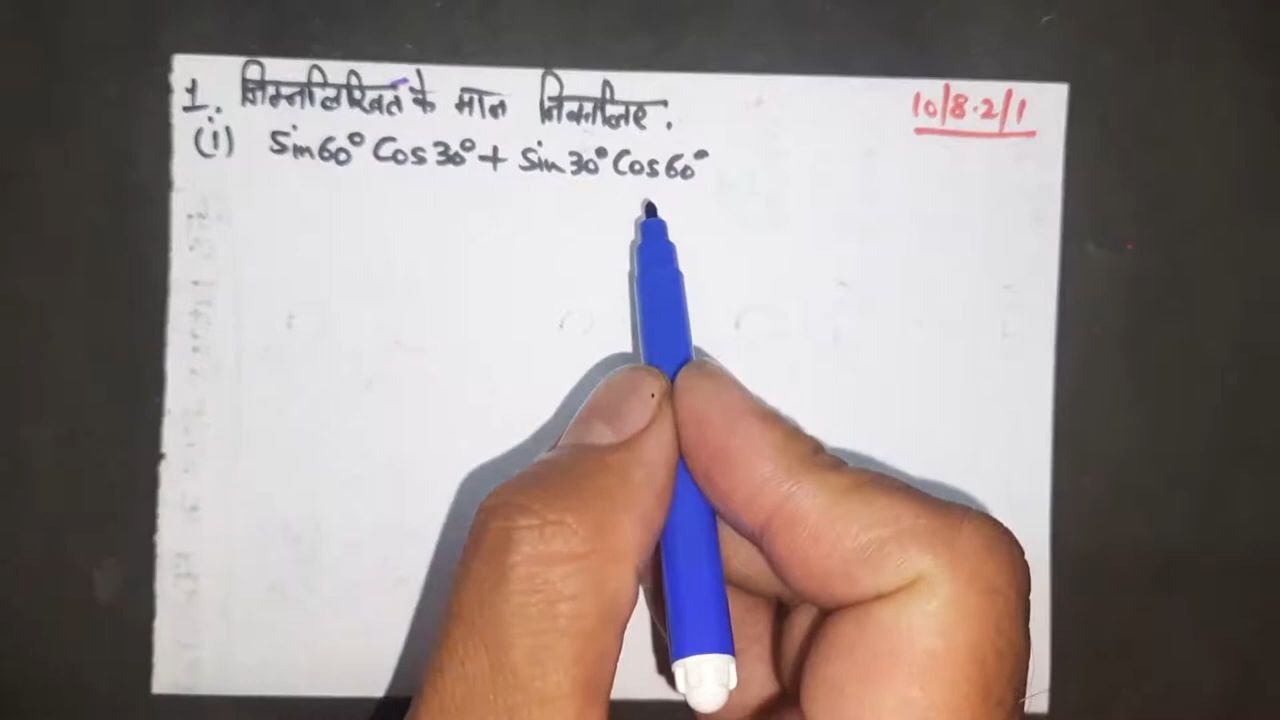 1. निम्नलिखित के मान निकालिए.
10/8.2/1
(i) Sin60° Cos30° + Sin30° Cos60°